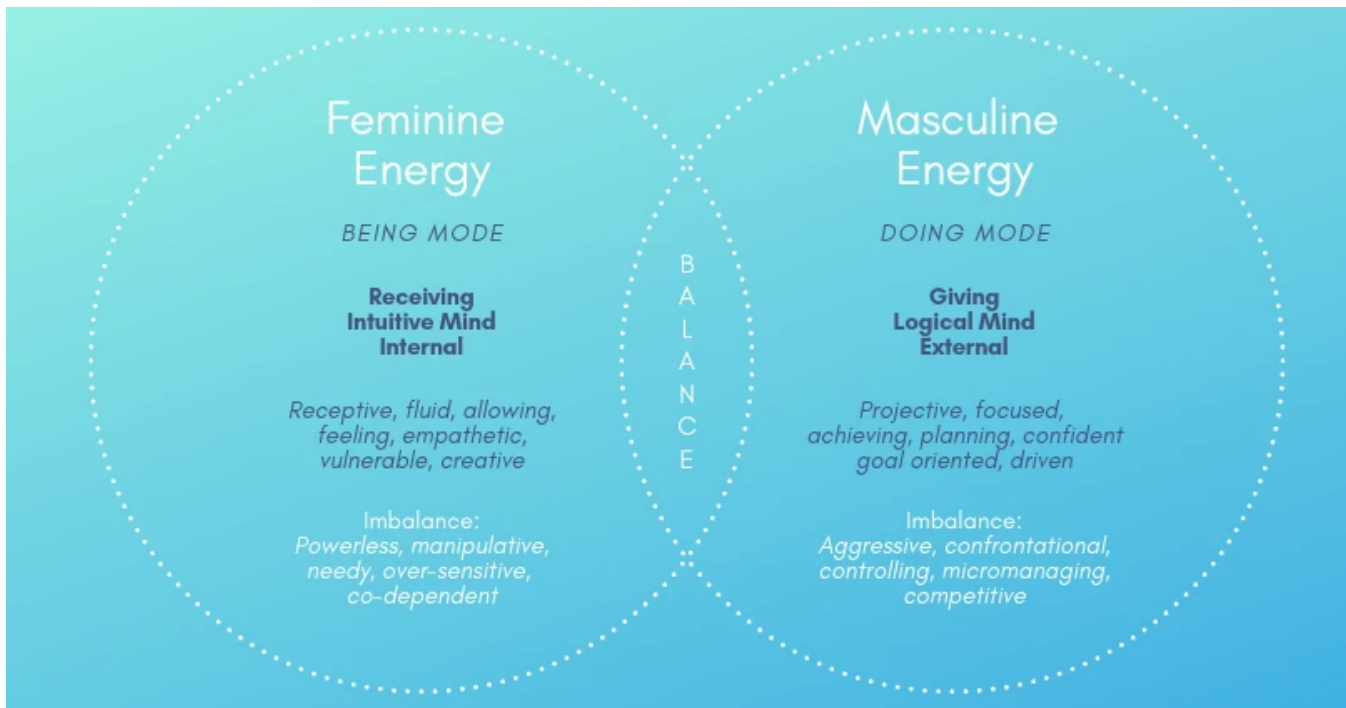 Feminine
Energy
BEING MODE
Receiving
Intuitive Mind
Internal
Receptive, fluid, allowing,
feeling, empathetic,
vulnerable, creative
Imbalance:
Powerless, manipulative,
needy, over-sensitive,
co-dependent
BALANCE
Masculine
Energy
DOING MODE
Giving
Logical Mind
External
Projective, focused,
achieving, planning, confident
goal oriented, driven
Imbalance:
Aggressive, confrontational,
controlling, micromanaging,
competitive